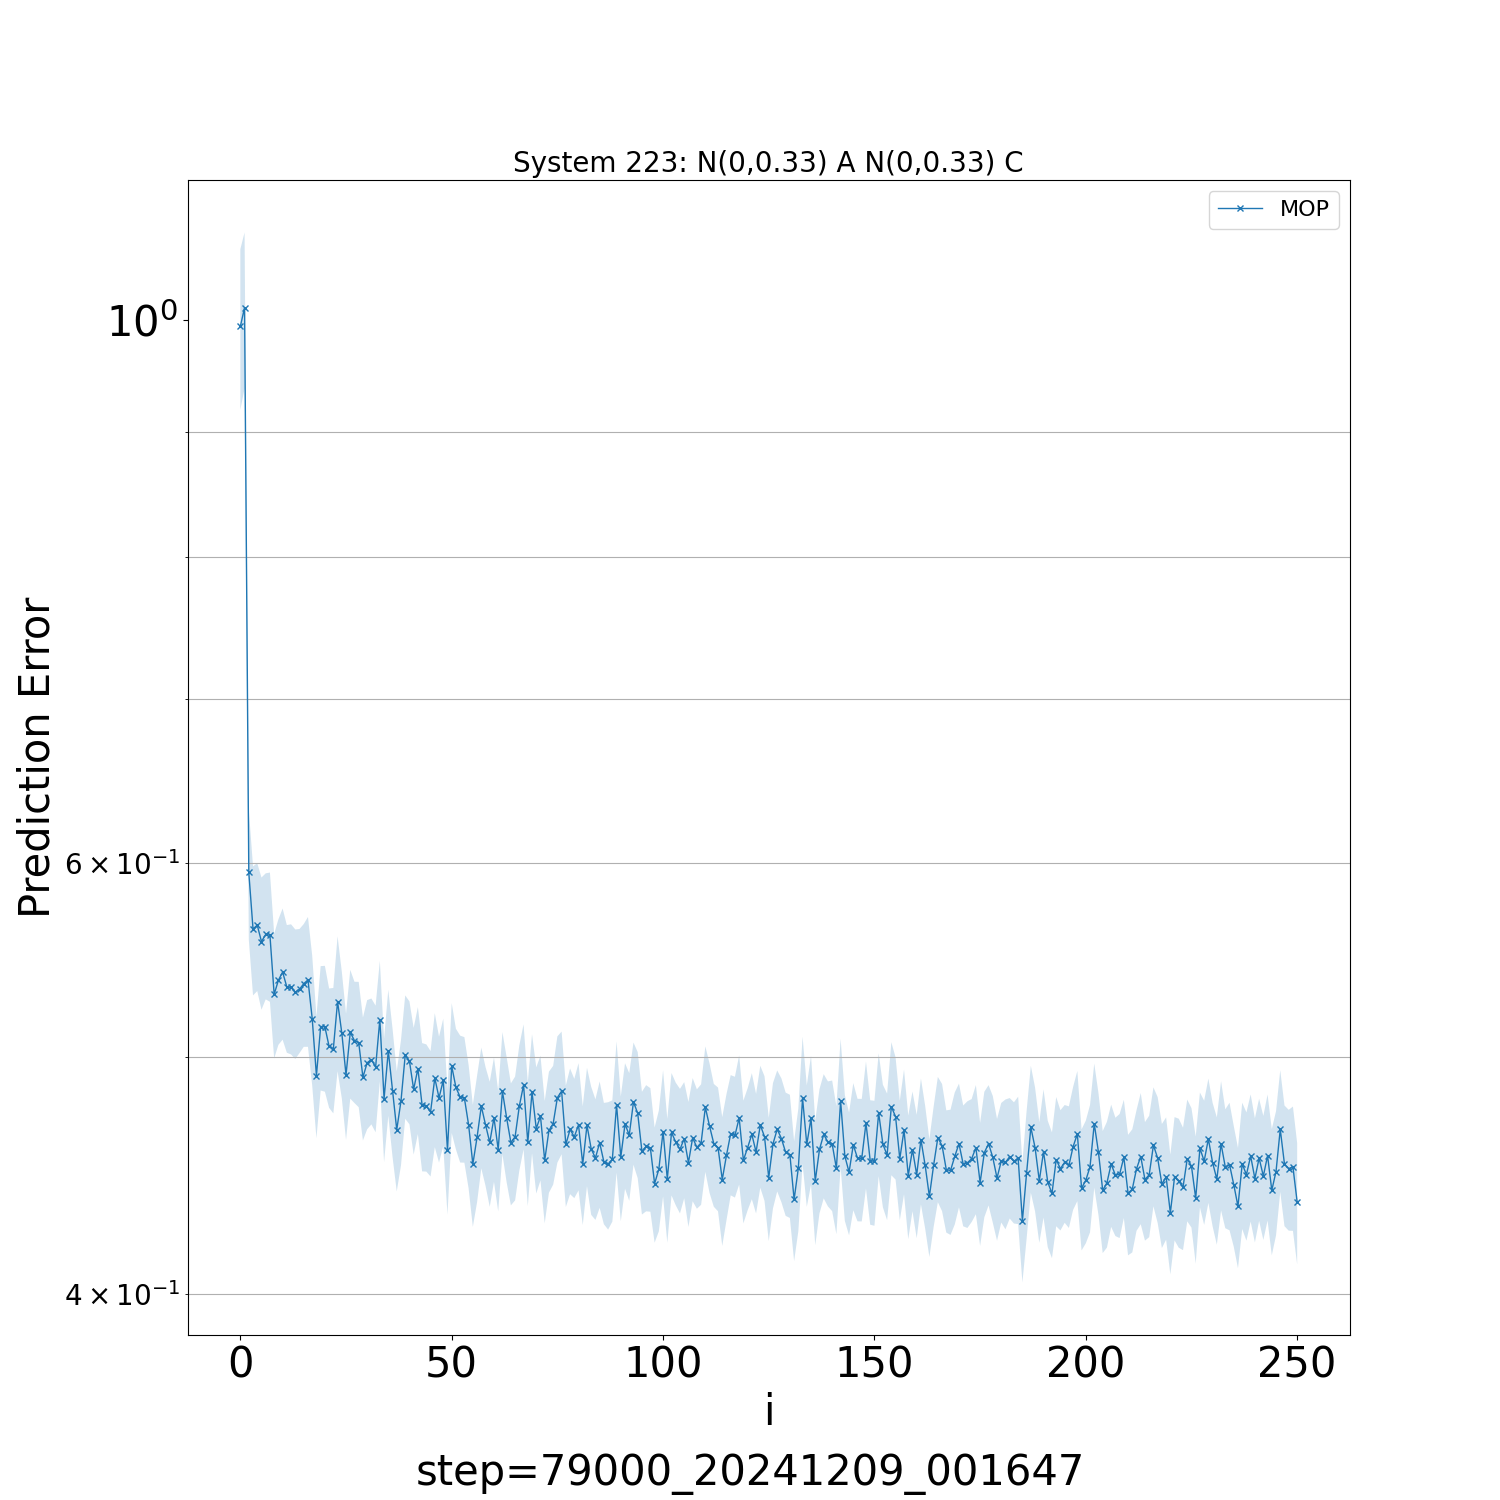 System 223: N(0,0.33) A N(0,0.33) C
MOP
10⁰
6 × 10⁻¹
4 × 10⁻¹
Prediction Error
0 50 100 150 200 250
i
step=79000_20241209_001647